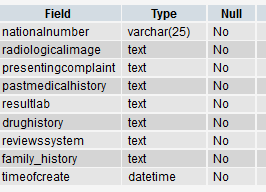 Field Type Null
nationalnumber varchar(25) No
radiologicalimage text No
presentingcomplaint text No
pastmedicalhistory text No
resultlab text No
drughistory text No
reviewssystem text No
family_history text No
timeofcreate datetime No